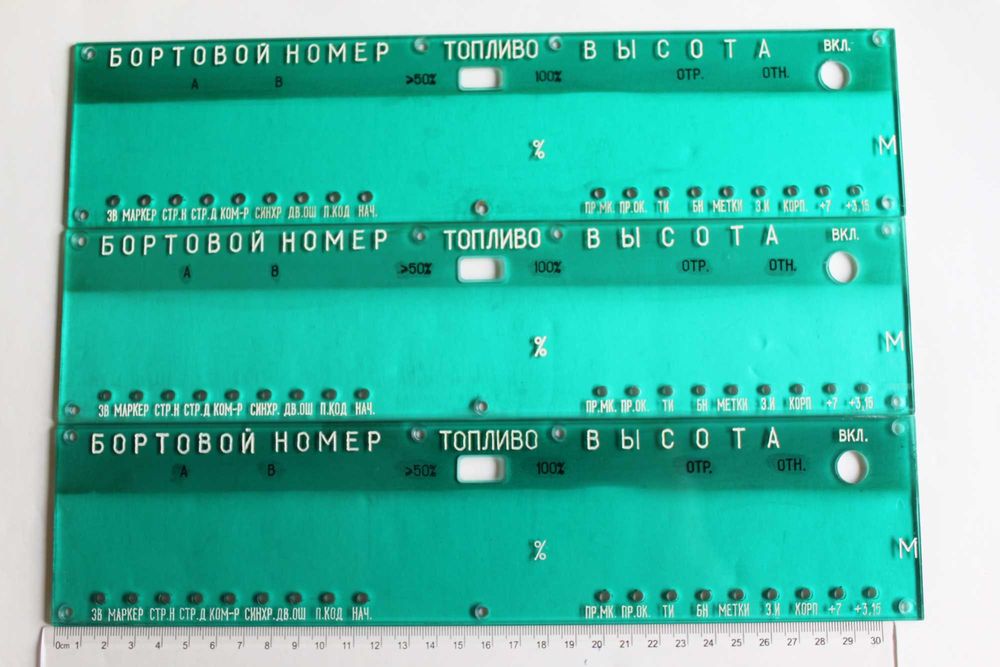 БОРТОВОЙ НОМЕР ТОПЛИВО ВЫСОТА ВКЛ.
А В >50% 100% ОТР. ОТН.
% М
ЗВ МАРКЕР СТР.Н СТР.Д КОМ-Р СИНХР. ДВ.ОШ П.КОД НАЧ. ПР.МК. ПР.ОК. ТИ БН МЕТКИ З.И КОРП. +7 +3,15
БОРТОВОЙ НОМЕР ТОПЛИВО ВЫСОТА ВКЛ.
А В >50% 100% ОТР. ОТН.
% М
ЗВ МАРКЕР СТР.Н СТР.Д КОМ-Р СИНХР. ДВ.ОШ П.КОД НАЧ. ПР.МК. ПР.ОК. ТИ БН МЕТКИ З.И КОРП +7 +3,15
БОРТОВОЙ НОМЕР ТОПЛИВО ВЫСОТА ВКЛ.
А В >50% 100% ОТР. ОТН.
% М
ЗВ МАРКЕР СТР.Н СТР.Д КОМ-Р СИНХР. ДВ.ОШ П.КОД НАЧ. ПР.МК. ПР.ОК. ТИ БН МЕТКИ З.И КОРП +7 +3,15
0cm 1 2 3 4 5 6 7 8 9 10 11 12 13 14 15 16 17 18 19 20 21 22 23 24 25 26 27 28 29 30